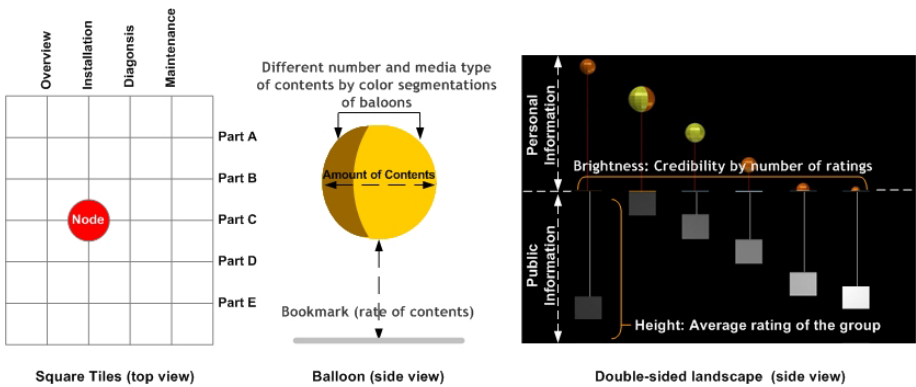 Overview
Installation
Diagonsis
Maintenance
Part A
Part B
Node
Part C
Part D
Part E
Square Tiles (top view)
Different number and media type
of contents by color segmentations
of baloons
Amount of Contents
Bookmark (rate of contents)
Balloon (side view)
Personal
Information
Brightness: Credibility by number of ratings
Public
Information
Height: Average rating of the group
Double-sided landscape (side view)